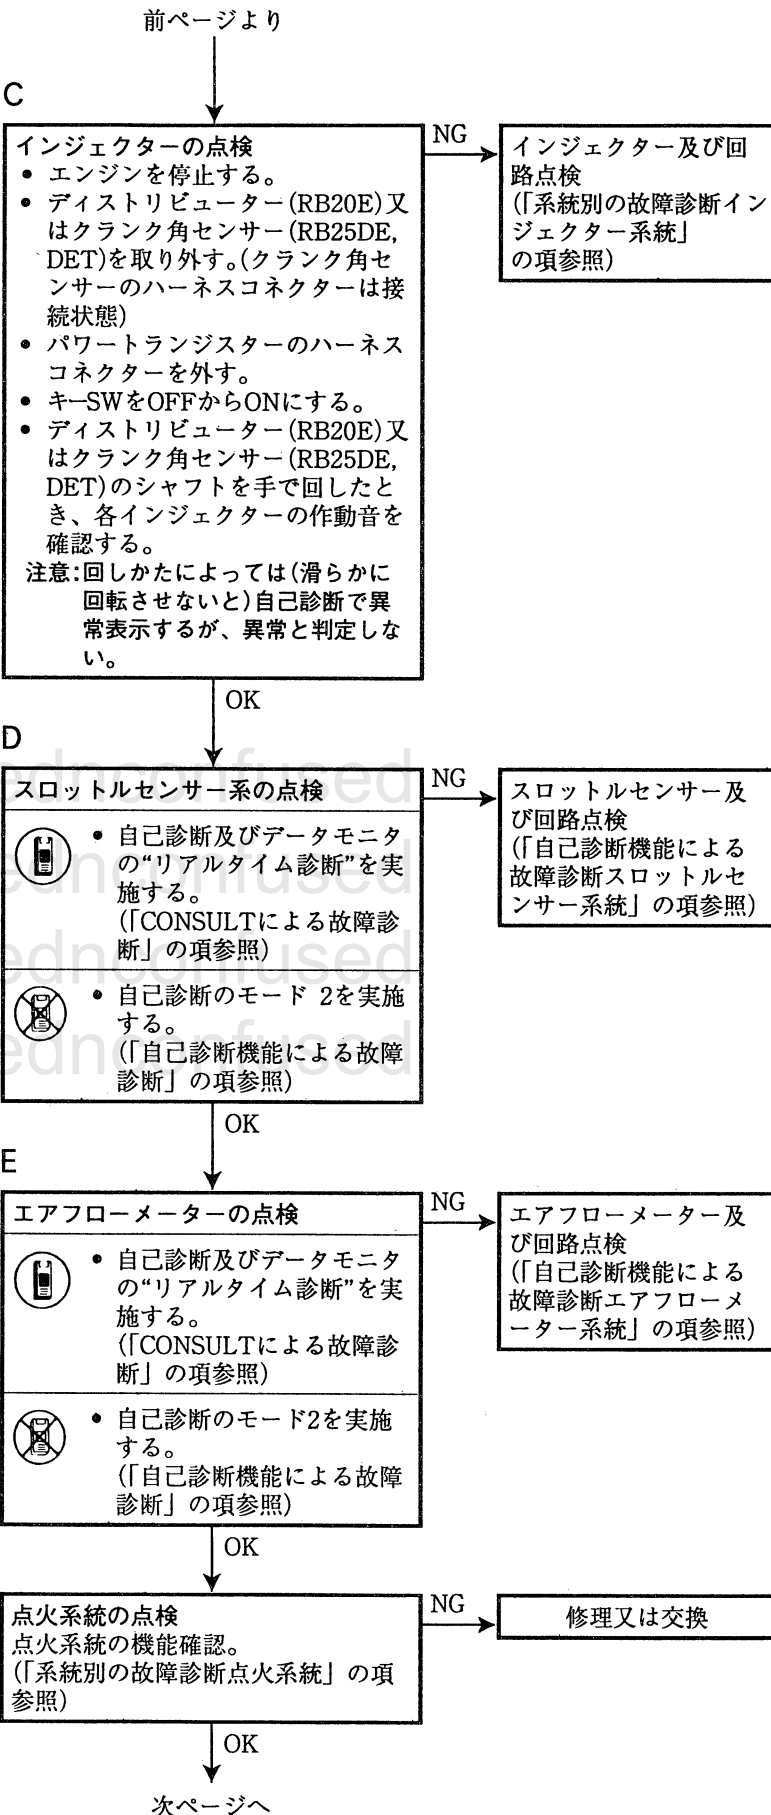 前ページより
C
インジェクターの点検
• エンジンを停止する。
• ディストリビューター(RB20E)又
はクランク角センサー(RB25DE,
DET)を取り外す。(クランク角セ
ンサーのハーネスコネクターは接
続状態)
• パワートランジスターのハーネス
コネクターを外す。
• キーSWをOFFからONにする。
• ディストリビューター(RB20E)又
はクランク角センサー(RB25DE,
DET)のシャフトを手で回したと
き、各インジェクターの作動音を
確認する。
注意:回しかたによっては(滑らかに
回転させないと)自己診断で異
常表示するが、異常と判定しな
い。
NG
インジェクター及び回
路点検
(「系統別の故障診断イン
ジェクター系統」
の項参照)
OK
D
スロットルセンサー系の点検
• 自己診断及びデータモニタ
の“リアルタイム診断”を実
施する。
(「CONSULTによる故障診
断」の項参照)
• 自己診断のモード 2を実施
する。
(「自己診断機能による故障
診断」の項参照)
NG
スロットルセンサー及
び回路点検
(「自己診断機能による
故障診断スロットルセ
ンサー系統」の項参照)
OK
E
エアフローメーターの点検
• 自己診断及びデータモニタ
の“リアルタイム診断”を実
施する。
(「CONSULTによる故障診
断」の項参照)
• 自己診断のモード2を実施
する。
(「自己診断機能による故障
診断」の項参照)
NG
エアフローメーター及
び回路点検
(「自己診断機能による
故障診断エアフローメ
ーター系統」の項参照)
OK
点火系統の点検
点火系統の機能確認。
(「系統別の故障診断点火系統」の項
参照)
NG
修理又は交換
OK
次ページへ
ednconfused
ednconfused
ednconfused
ednconfused